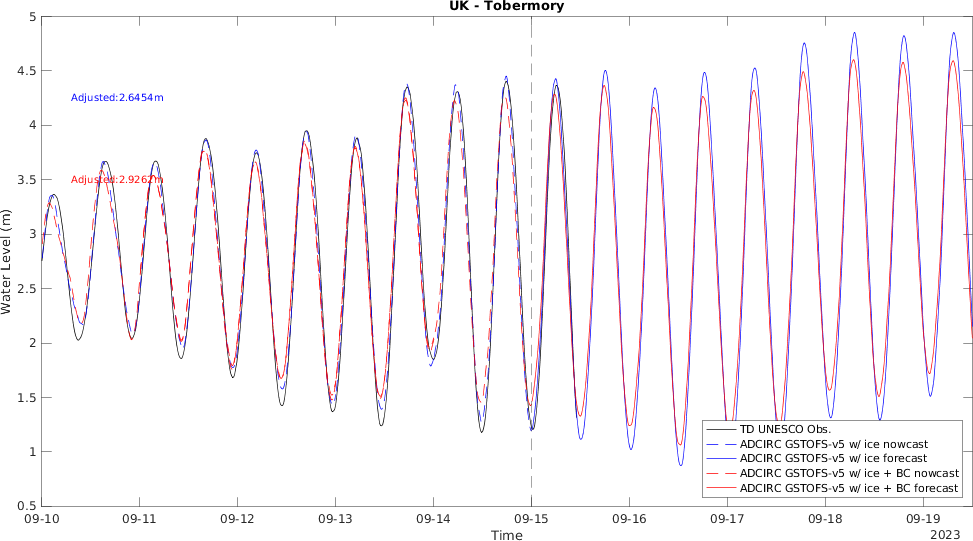 UK - Tobermory
5
4.5
4
3.5
3
2.5
2
1.5
1
0.5
Water Level (m)
Adjusted:2.6454m
Adjusted:2.9262m
TD UNESCO Obs.
ADCIRC GSTOFS-v5 w/ ice nowcast
ADCIRC GSTOFS-v5 w/ ice forecast
ADCIRC GSTOFS-v5 w/ ice + BC nowcast
ADCIRC GSTOFS-v5 w/ ice + BC forecast
09-10 09-11 09-12 09-13 09-14 09-15 09-16 09-17 09-18 09-19
Time
2023